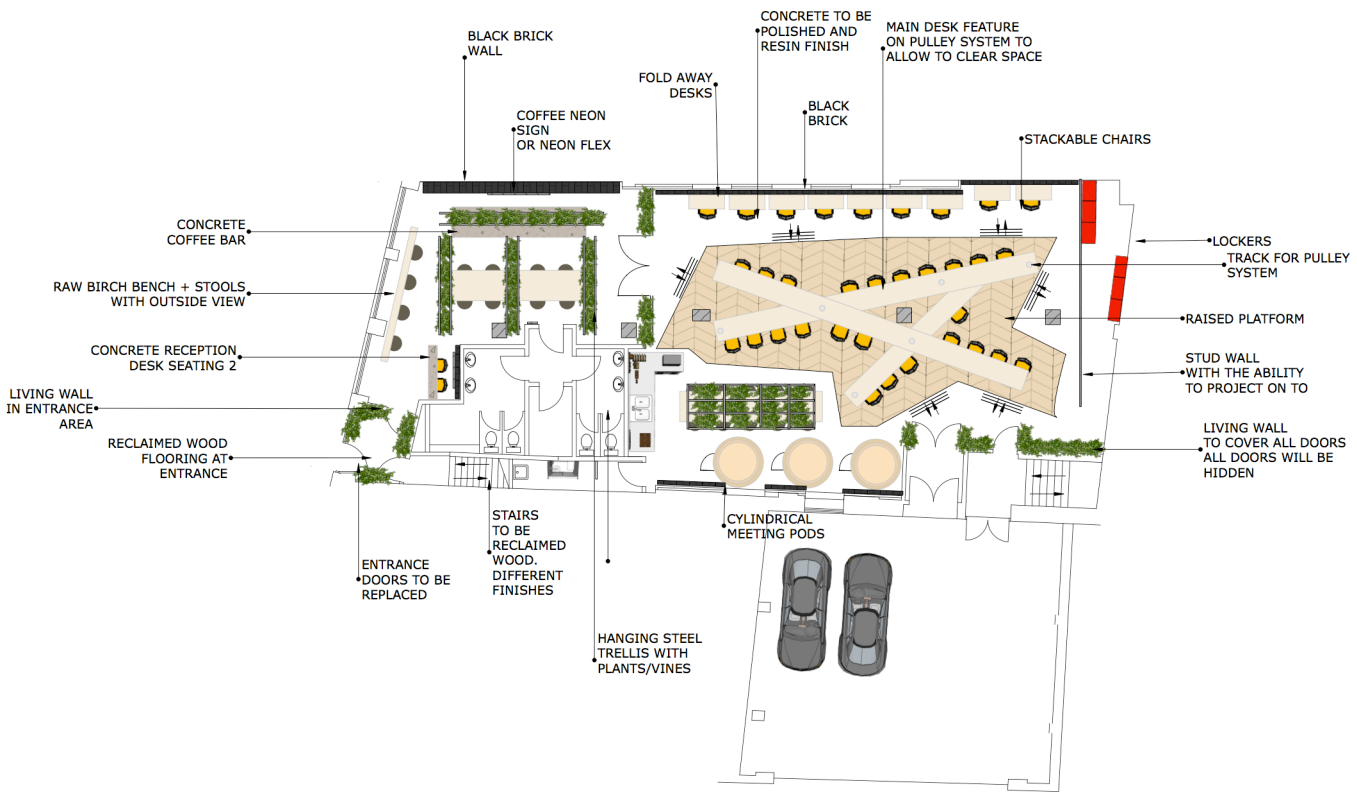 BLACK BRICK
WALL
CONCRETE TO BE
POLISHED AND
RESIN FINISH
MAIN DESK FEATURE
ON PULLEY SYSTEM TO
ALLOW TO CLEAR SPACE
FOLD AWAY
DESKS
COFFEE NEON
SIGN
OR NEON FLEX
BLACK
BRICK
STACKABLE CHAIRS
CONCRETE
COFFEE BAR
LOCKERS
TRACK FOR PULLEY
SYSTEM
RAW BIRCH BENCH + STOOLS
WITH OUTSIDE VIEW
RAISED PLATFORM
CONCRETE RECEPTION
DESK SEATING 2
STUD WALL
WITH THE ABILITY
TO PROJECT ON TO
LIVING WALL
IN ENTRANCE
AREA
RECLAIMED WOOD
FLOORING AT
ENTRANCE
LIVING WALL
TO COVER ALL DOORS
ALL DOORS WILL BE
HIDDEN
STAIRS
TO BE
RECLAIMED
WOOD.
DIFFERENT
FINISHES
CYLINDRICAL
MEETING PODS
ENTRANCE
DOORS TO BE
REPLACED
HANGING STEEL
TRELLIS WITH
PLANTS/VINES